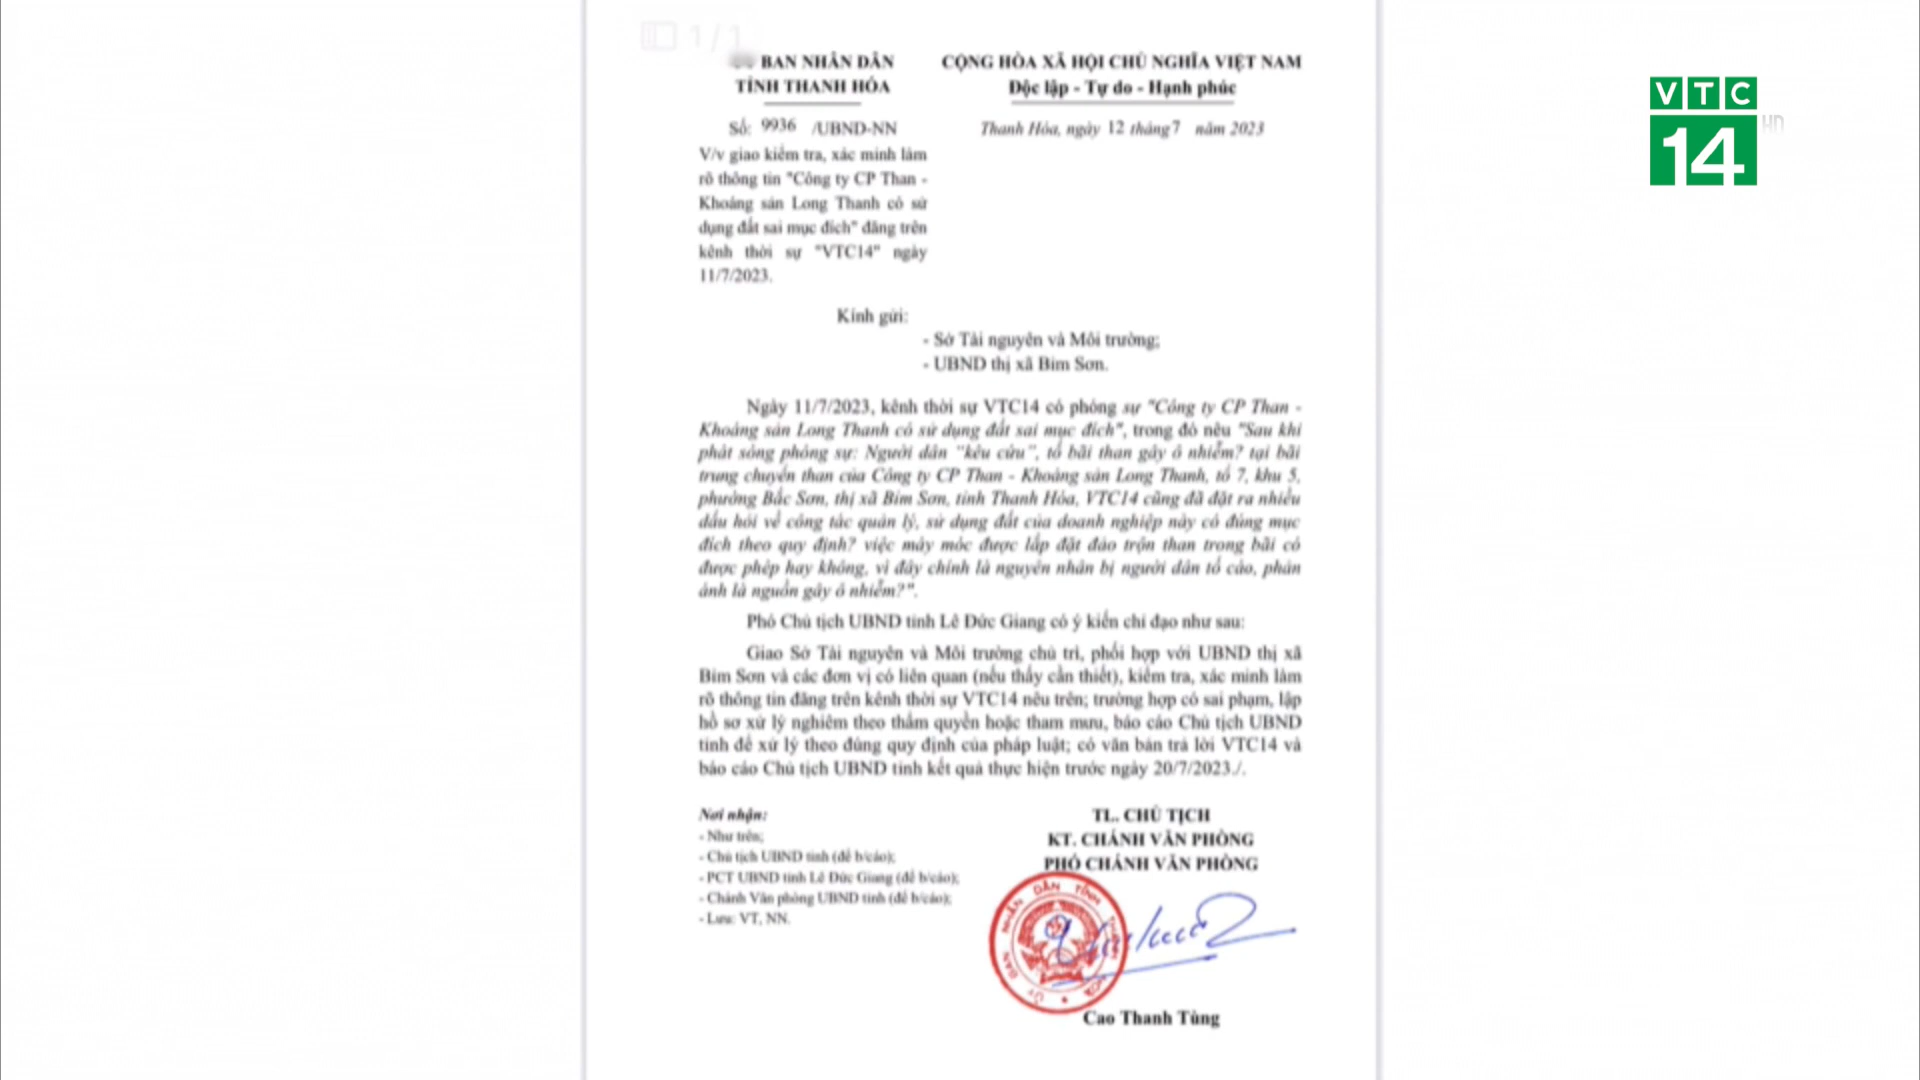 1/1
BAN NHÂN DÂN
TỈNH THANH HÓA
CỘNG HÒA XÃ HỘI CHỦ NGHĨA VIỆT NAM
Độc lập - Tự do - Hạnh phúc
Số: 9936 /UBND-NN
Thanh Hóa, ngày 12 tháng 7 năm 2023
V/v giao kiểm tra, xác minh làm
rõ thông tin "Công ty CP Than -
Khoáng sản Long Thanh có sử
dụng đất sai mục đích" đăng trên
kênh thời sự "VTC14" ngày
11/7/2023.
Kính gửi:
- Sở Tài nguyên và Môi trường;
- UBND thị xã Bỉm Sơn.
Ngày 11/7/2023, kênh thời sự VTC14 có phóng sự "Công ty CP Than -
Khoáng sản Long Thanh có sử dụng đất sai mục đích", trong đó nêu "Sau khi
phát sóng phóng sự: Người dân "kêu cứu", tố bãi than gây ô nhiễm? tại bãi
trung chuyển than của Công ty CP Than - Khoáng sản Long Thanh, tổ 7, khu 5,
phường Bắc Sơn, thị xã Bỉm Sơn, tỉnh Thanh Hóa, VTC14 cũng đã đặt ra nhiều
dấu hỏi về công tác quản lý, sử dụng đất của doanh nghiệp này có đúng mục
đích theo quy định? việc máy móc được lắp đặt đảo trộn than trong bãi có
được phép hay không, vì đây chính là nguyên nhân bị người dân tố cáo, phản
ánh là nguồn gây ô nhiễm?".
Phó Chủ tịch UBND tỉnh Lê Đức Giang có ý kiến chỉ đạo như sau:
Giao Sở Tài nguyên và Môi trường chủ trì, phối hợp với UBND thị xã
Bỉm Sơn và các đơn vị có liên quan (nếu thấy cần thiết), kiểm tra, xác minh làm
rõ thông tin đăng trên kênh thời sự VTC14 nêu trên; trường hợp có sai phạm, lập
hồ sơ xử lý nghiêm theo thẩm quyền hoặc tham mưu, báo cáo Chủ tịch UBND
tỉnh để xử lý theo đúng quy định của pháp luật; có văn bản trả lời VTC14 và
báo cáo Chủ tịch UBND tỉnh kết quả thực hiện trước ngày 20/7/2023./.
Nơi nhận:
- Như trên;
- Chủ tịch UBND tỉnh (để b/cáo);
- PCT UBND tỉnh Lê Đức Giang (để b/cáo);
- Chánh Văn phòng UBND tỉnh (để b/cáo);
- Lưu: VT, NN.
TL. CHỦ TỊCH
KT. CHÁNH VĂN PHÒNG
PHÓ CHÁNH VĂN PHÒNG
Cao Thanh Tùng
VTC
14
HD